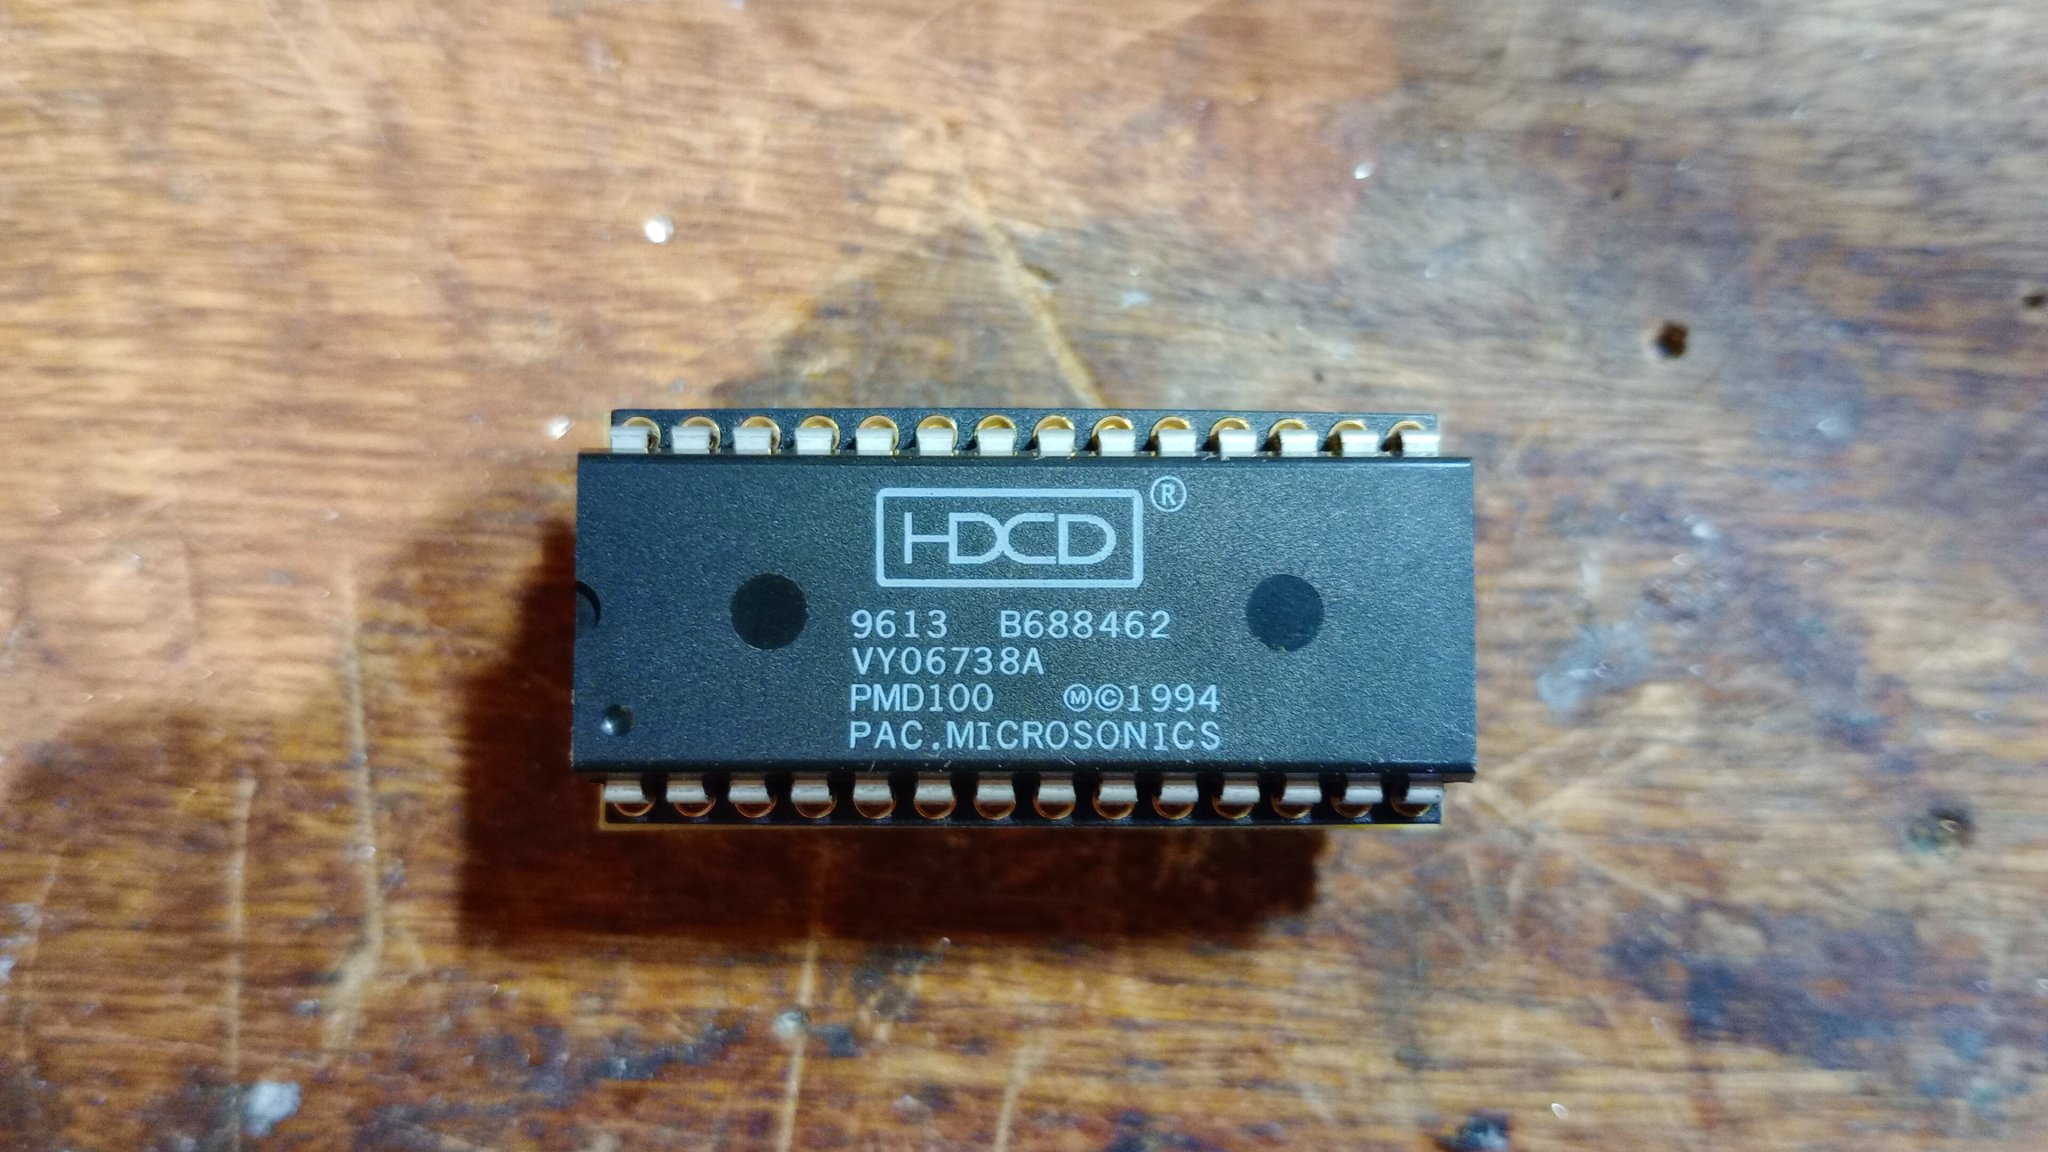 HDCD®
9613 B688462
VY06738A
PMD100 Ⓜ©1994
PAC.MICROSONICS